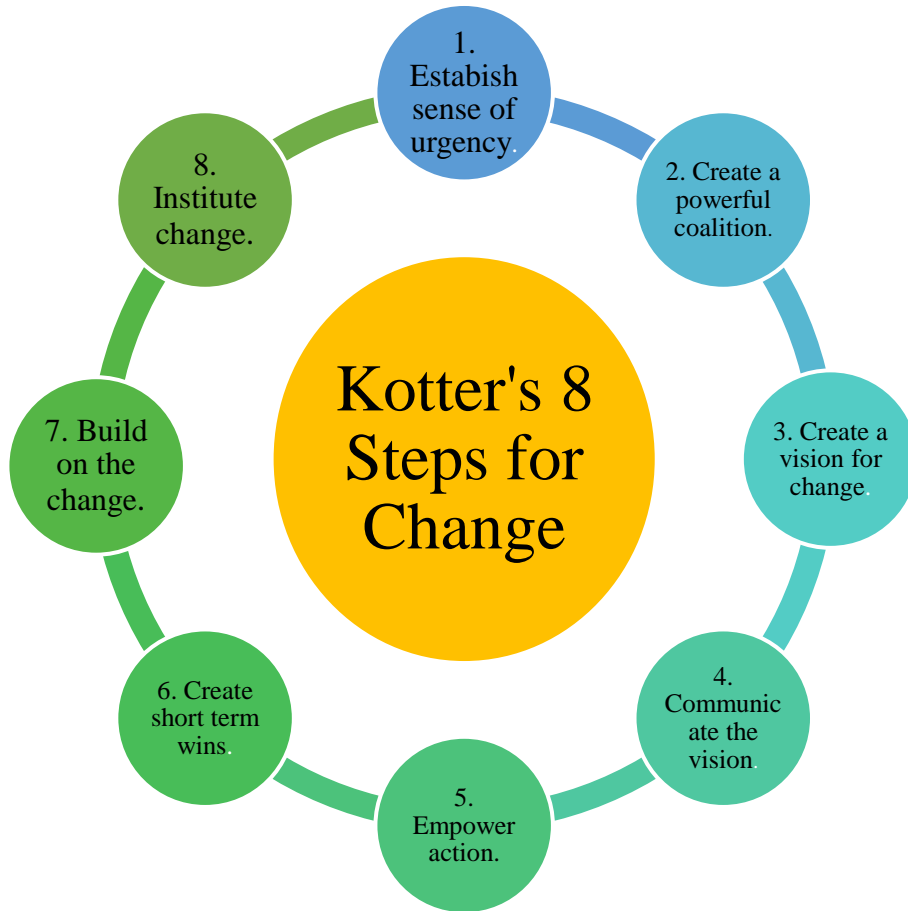 1.
Estabish
sense of
urgency.
2. Create a
powerful
coalition.
3. Create a
vision for
change.
4.
Communic
ate the
vision.
5.
Empower
action.
6. Create
short term
wins.
7. Build
on the
change.
8.
Institute
change.
Kotter's 8
Steps for
Change